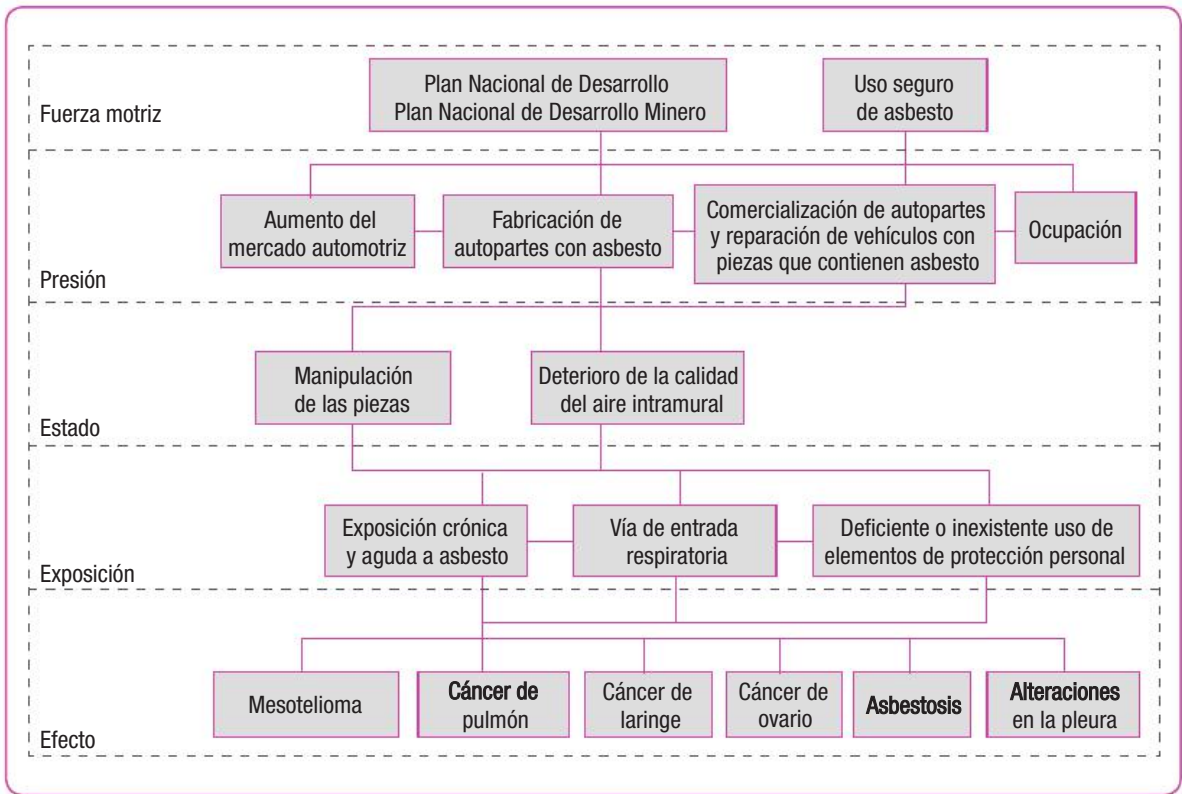 Plan Nacional de Desarrollo
Plan Nacional de Desarrollo Minero
Uso seguro
de asbesto
Fuerza motriz
Aumento del
mercado automotriz
Fabricación de
autopartes con asbesto
Comercialización de autopartes
y reparación de vehículos con
piezas que contienen asbesto
Ocupación
Presión
Manipulación
de las piezas
Deterioro de la calidad
del aire intramural
Estado
Exposición crónica
y aguda a asbesto
Vía de entrada
respiratoria
Deficiente o inexistente uso de
elementos de protección personal
Exposición
Mesotelioma
Cáncer de
pulmón
Cáncer de
laringe
Cáncer de
ovario
Asbestosis
Alteraciones
en la pleura
Efecto